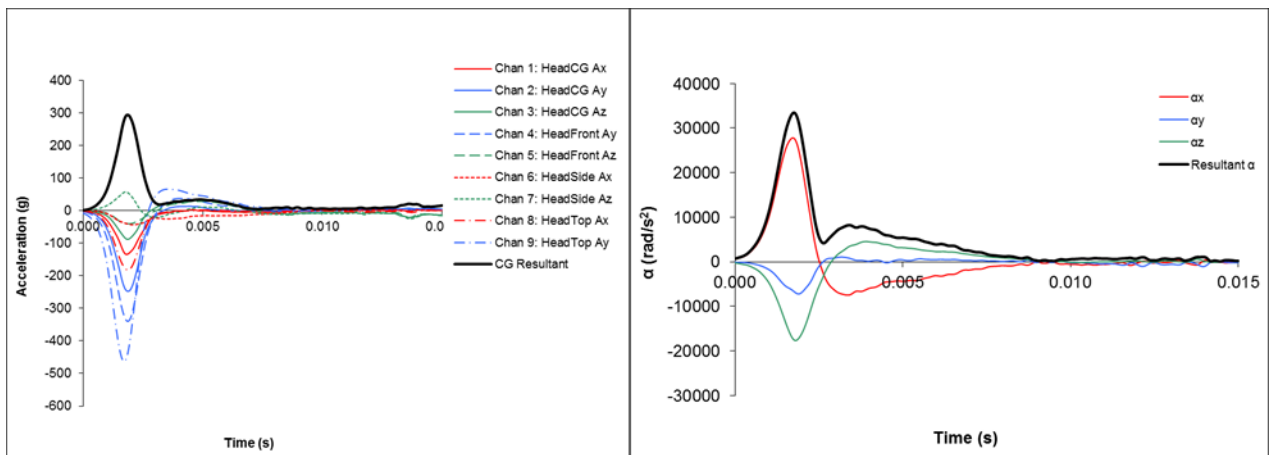 400
300
200
100
0
-100
-200
-300
-400
-500
-600
Acceleration (g)
0.000
0.005
0.010
0.0
Time (s)
Chan 1: HeadCG Ax
Chan 2: HeadCG Ay
Chan 3: HeadCG Az
Chan 4: HeadFront Ay
Chan 5: HeadFront Az
Chan 6: HeadSide Ax
Chan 7: HeadSide Az
Chan 8: HeadTop Ax
Chan 9: HeadTop Ay
CG Resultant
40000
30000
20000
10000
0
-10000
-20000
-30000
α (rad/s²)
0.000
0.005
0.010
0.015
Time (s)
αx
αy
αz
Resultant α